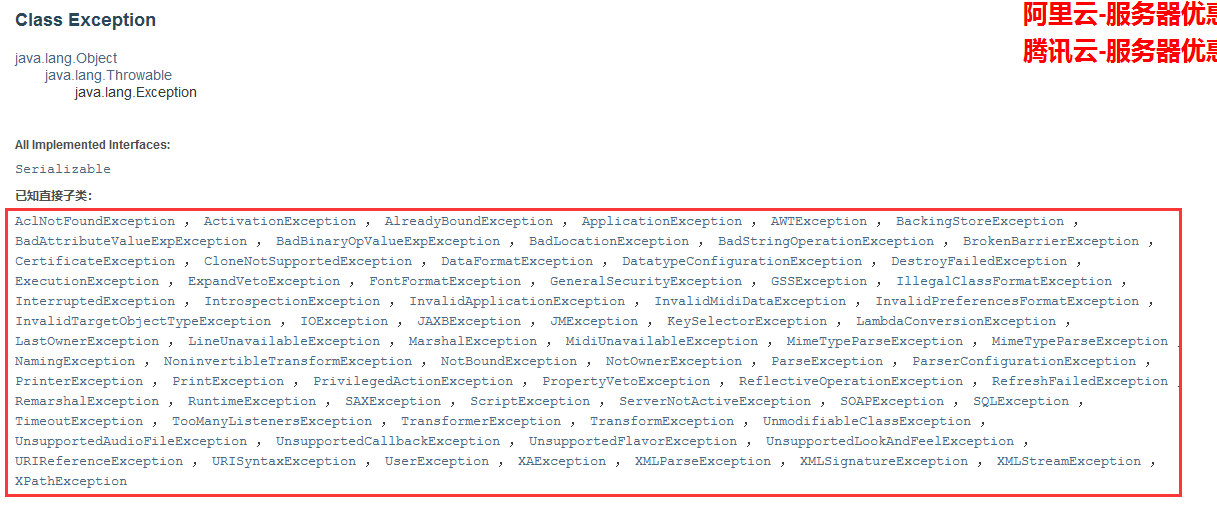 Class Exception
阿里云-服务器优惠
腾讯云-服务器优惠
java.lang.Object
java.lang.Throwable
java.lang.Exception
All Implemented Interfaces:
Serializable
已知直接子类:
AclNotFoundException , ActivationException , AlreadyBoundException , ApplicationException , AWTException , BackingStoreException ,
BadAttributeValueExpException , BadBinaryOpValueExpException , BadLocationException , BadStringOperationException , BrokenBarrierException ,
CertificateException , CloneNotSupportedException , DataFormatException , DatatypeConfigurationException , DestroyFailedException ,
ExecutionException , ExpandVetoException , FontFormatException , GeneralSecurityException , GSSException , IllegalClassFormatException ,
InterruptedException , IntrospectionException , InvalidApplicationException , InvalidMidiDataException , InvalidPreferencesFormatException ,
InvalidTargetObjectTypeException , IOException , JAXBException , JMException , KeySelectorException , LambdaConversionException ,
LastOwnerException , LineUnavailableException , MarshalException , MidiUnavailableException , MimeTypeParseException , MimeTypeParseException ,
NamingException , NoninvertibleTransformException , NotBoundException , NotOwnerException , ParseException , ParserConfigurationException ,
PrinterException , PrintException , PrivilegedActionException , PropertyVetoException , ReflectiveOperationException , RefreshFailedException ,
RemarshalException , RuntimeException , SAXException , ScriptException , ServerNotActiveException , SOAPException , SQLException ,
TimeoutException , TooManyListenersException , TransformerException , TransformException , UnmodifiableClassException ,
UnsupportedAudioFileException , UnsupportedCallbackException , UnsupportedFlavorException , UnsupportedLookAndFeelException ,
URIReferenceException , URISyntaxException , UserException , XAException , XMLParseException , XMLSignatureException , XMLStreamException ,
XPathException